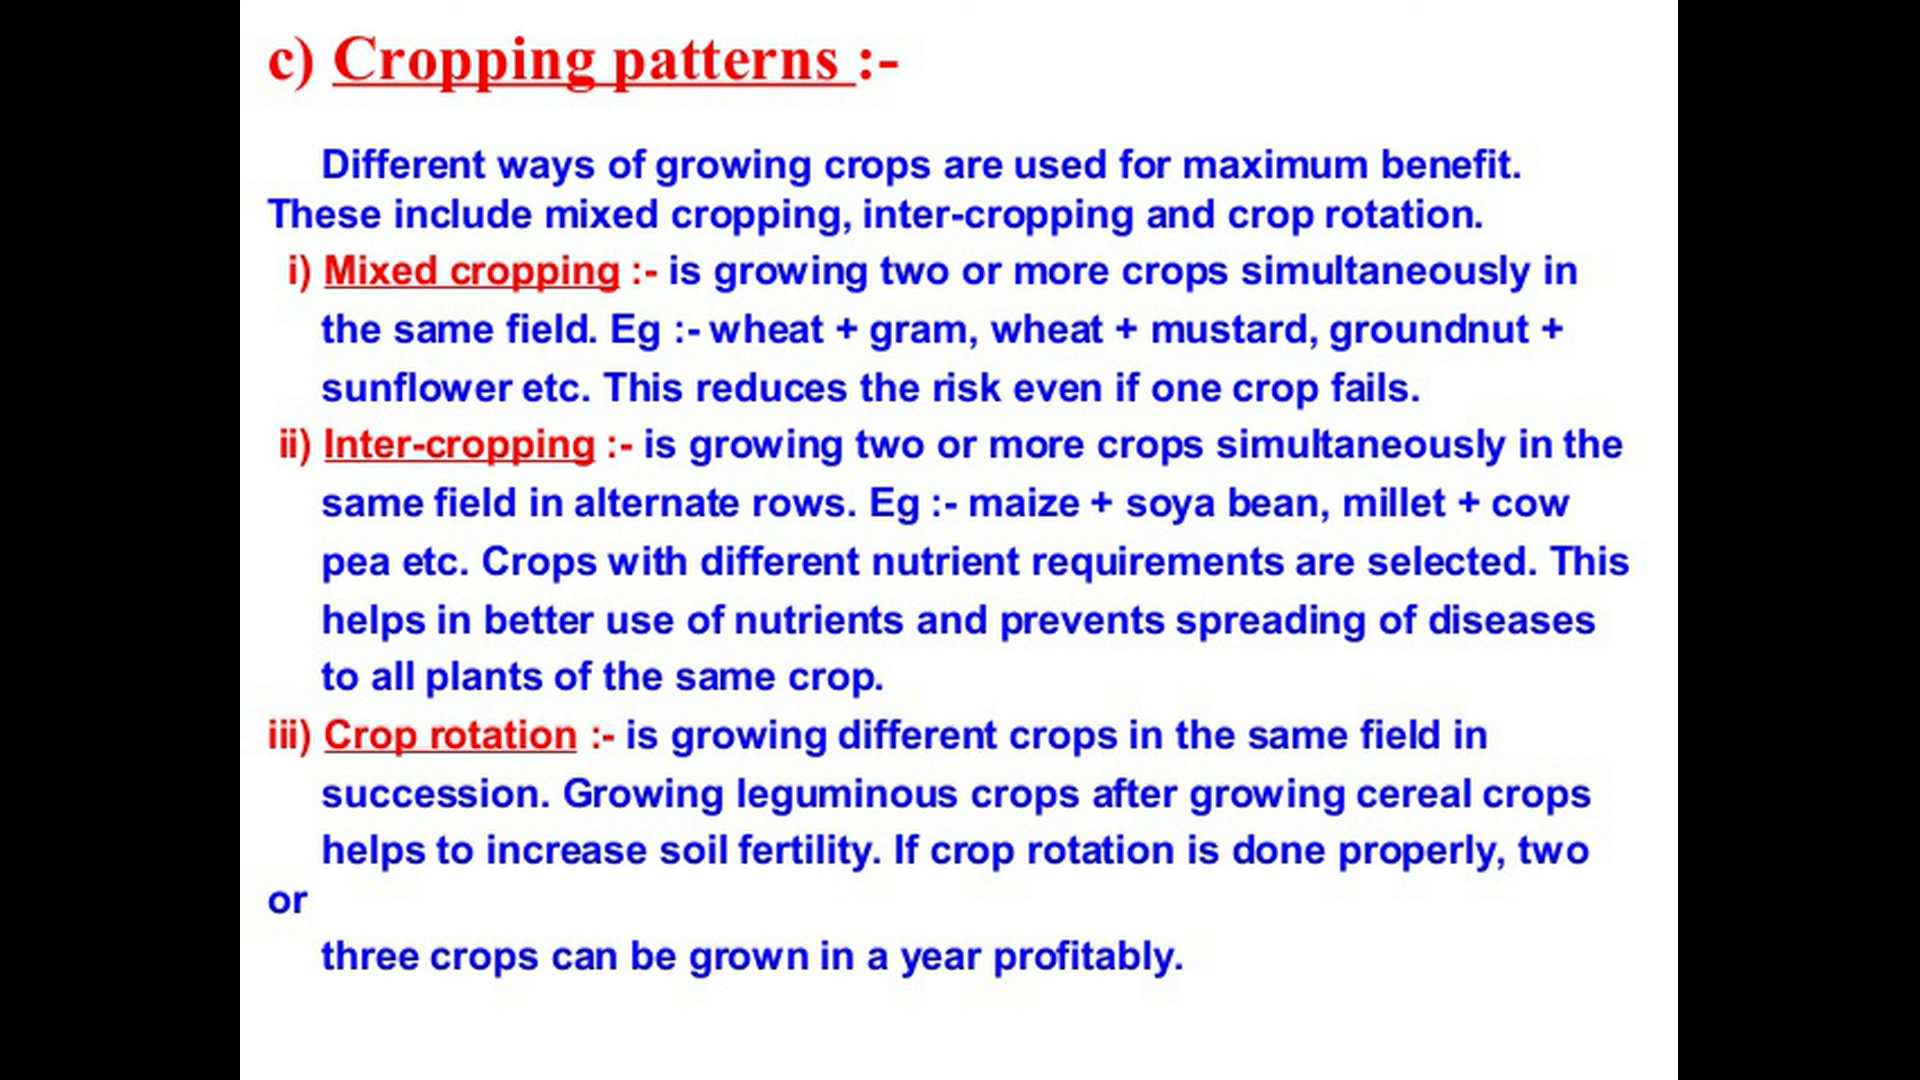 c) Cropping patterns :-
Different ways of growing crops are used for maximum benefit.
These include mixed cropping, inter-cropping and crop rotation.
i) Mixed cropping :- is growing two or more crops simultaneously in
the same field. Eg :- wheat + gram, wheat + mustard, groundnut +
sunflower etc. This reduces the risk even if one crop fails.
ii) Inter-cropping :- is growing two or more crops simultaneously in the
same field in alternate rows. Eg :- maize + soya bean, millet + cow
pea etc. Crops with different nutrient requirements are selected. This
helps in better use of nutrients and prevents spreading of diseases
to all plants of the same crop.
iii) Crop rotation :- is growing different crops in the same field in
succession. Growing leguminous crops after growing cereal crops
helps to increase soil fertility. If crop rotation is done properly, two
or
three crops can be grown in a year profitably.